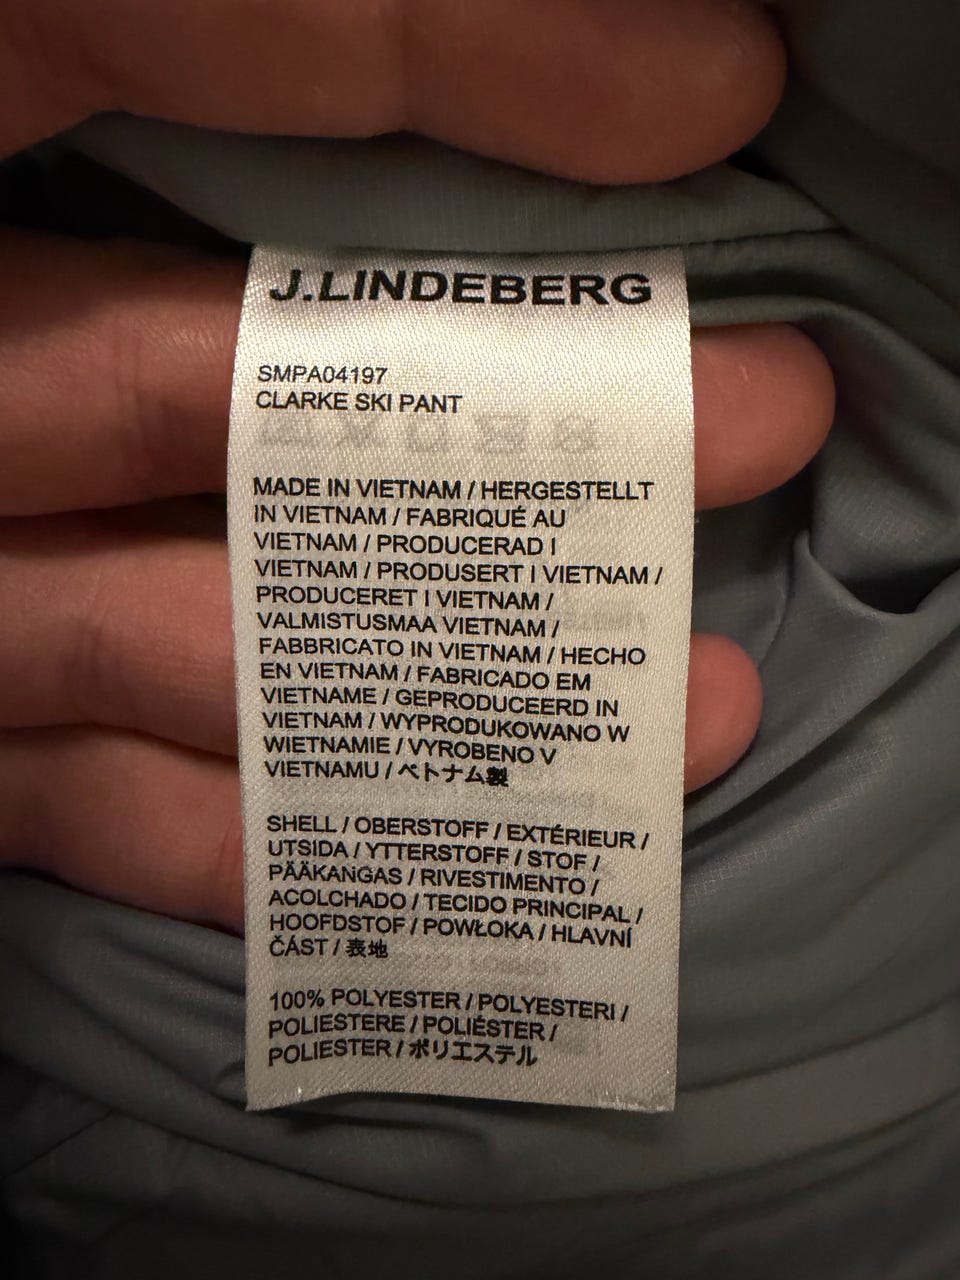 J.LINDEBERG
SMPA04197
CLARKE SKI PANT
MADE IN VIETNAM / HERGESTELLT
IN VIETNAM / FABRIQUÉ AU
VIETNAM / PRODUCERAD I
VIETNAM / PRODUSERT I VIETNAM /
PRODUCERET I VIETNAM /
VALMISTUSMAA VIETNAM /
FABBRICATO IN VIETNAM / HECHO
EN VIETNAM / FABRICADO EM
VIETNAME / GEPRODUCEERD IN
VIETNAM / WYPRODUKOWANO W
WIETNAMIE / VYROBENO V
VIETNAMU / ベトナム製
SHELL / OBERSTOFF / EXTÉRIEUR /
UTSIDA / YTTERSTOFF / STOF /
PÄÄKANGAS / RIVESTIMENTO /
ACOLCHADO / TECIDO PRINCIPAL /
HOOFDSTOF / POWŁOKA / HLAVNÍ
ČÁST / 表地
100% POLYESTER / POLYESTERI /
POLIESTERE / POLIÉSTER /
POLIESTER / ポリエステル